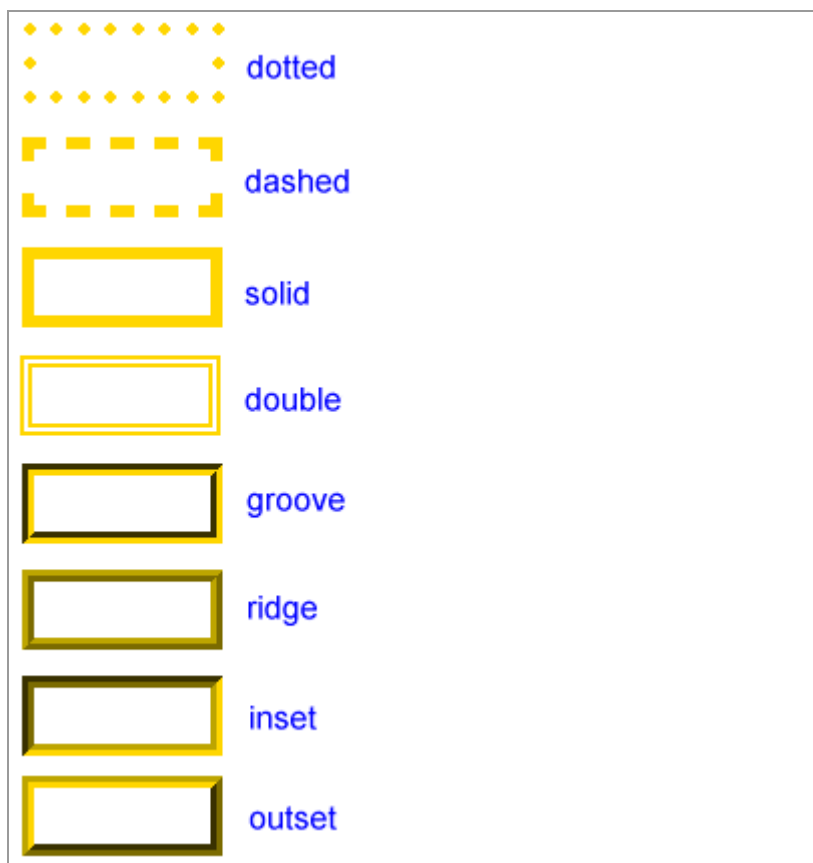 dotted
dashed
solid
double
groove
ridge
inset
outset